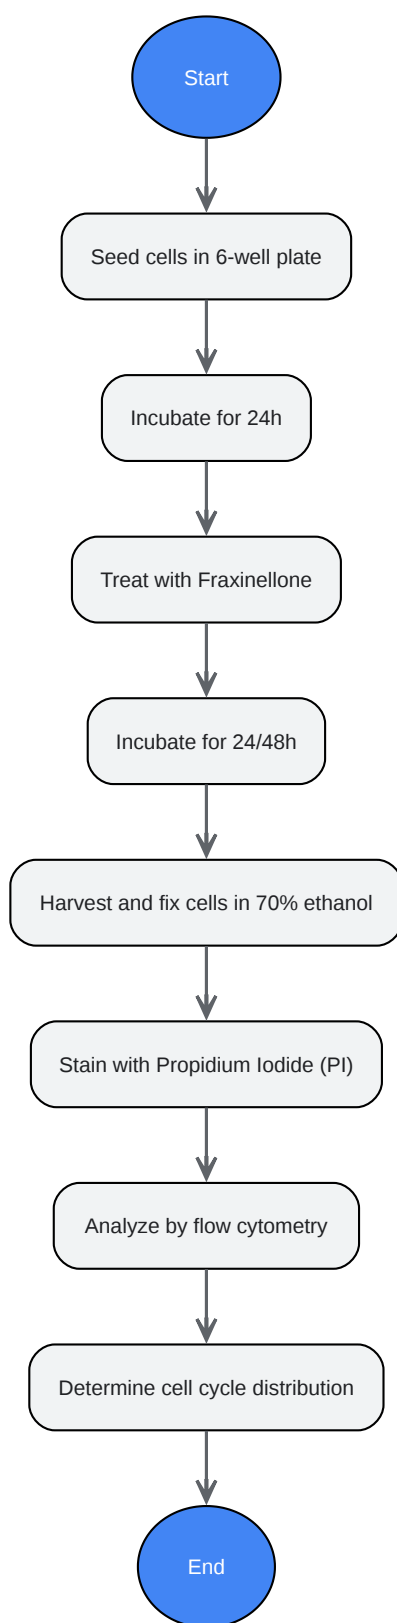 Start
Seed cells in 6-well plate
Incubate for 24h
Treat with Fraxinellone
Incubate for 24/48h
Harvest and fix cells in 70% ethanol
Stain with Propidium Iodide (PI)
Analyze by flow cytometry
Determine cell cycle distribution
End